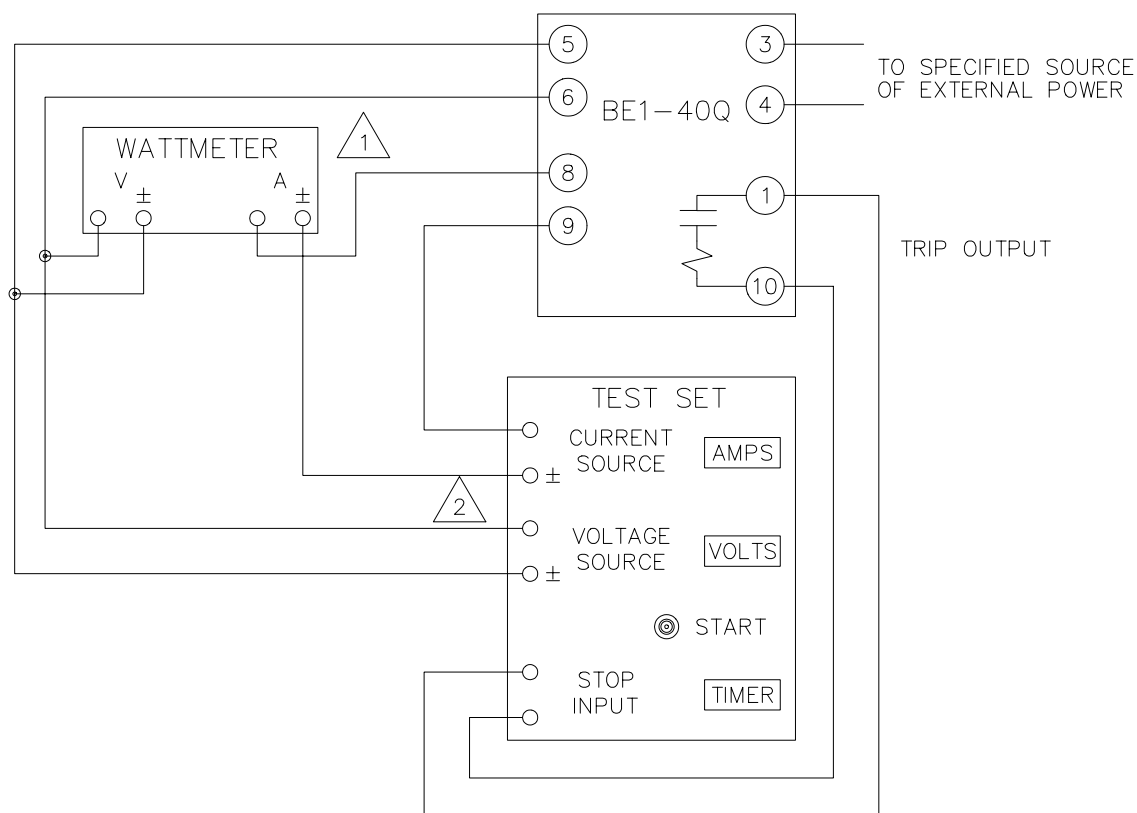 5
3
TO SPECIFIED SOURCE
OF EXTERNAL POWER
6
BE1-40Q
4
WATTMETER
1
V ±
A ±
8
1
9
TRIP OUTPUT
10
TEST SET
CURRENT
SOURCE
AMPS
±
2
VOLTAGE
SOURCE
VOLTS
±
START
STOP
INPUT
TIMER